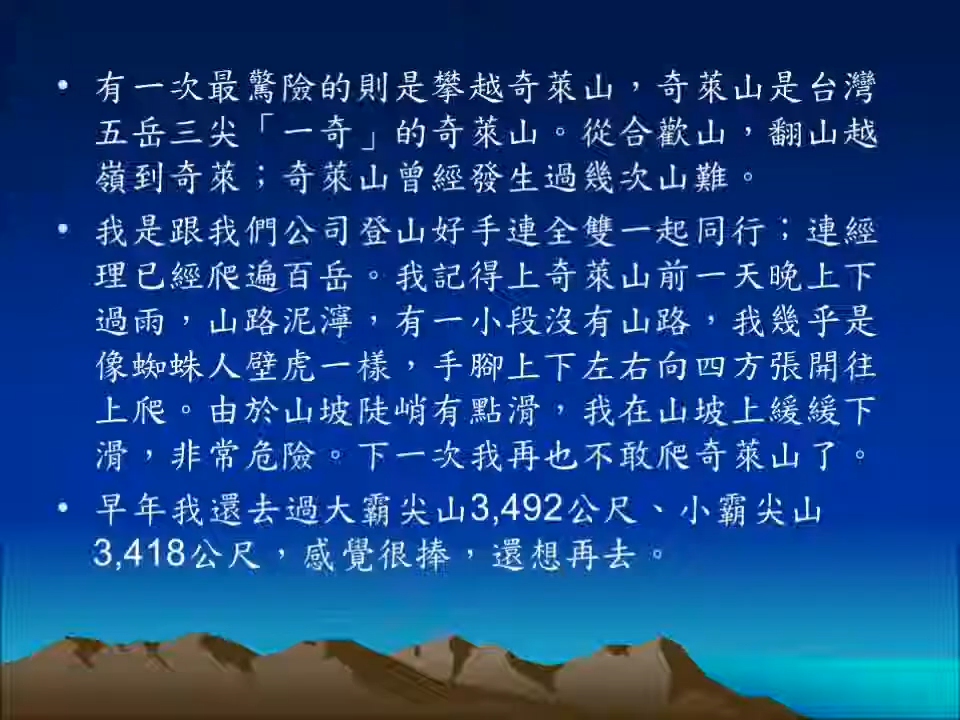 • 有一次最驚險的則是攀越奇萊山，奇萊山是台灣
五岳三尖「一奇」的奇萊山。從合歡山，翻山越
嶺到奇萊；奇萊山曾經發生過幾次山難。
• 我是跟我們公司登山好手連全雙一起同行；連經
理已經爬遍百岳。我記得上奇萊山前一天晚上下
過雨，山路泥濘，有一小段沒有山路，我幾乎是
像蜘蛛人壁虎一樣，手腳上下左右向四方張開往
上爬。由於山坡陡峭有點滑，我在山坡上緩緩下
滑，非常危險。下一次我再也不敢爬奇萊山了。
• 早年我還去過大霸尖山3,492公尺、小霸尖山
3,418公尺，感覺很捧，還想再去。